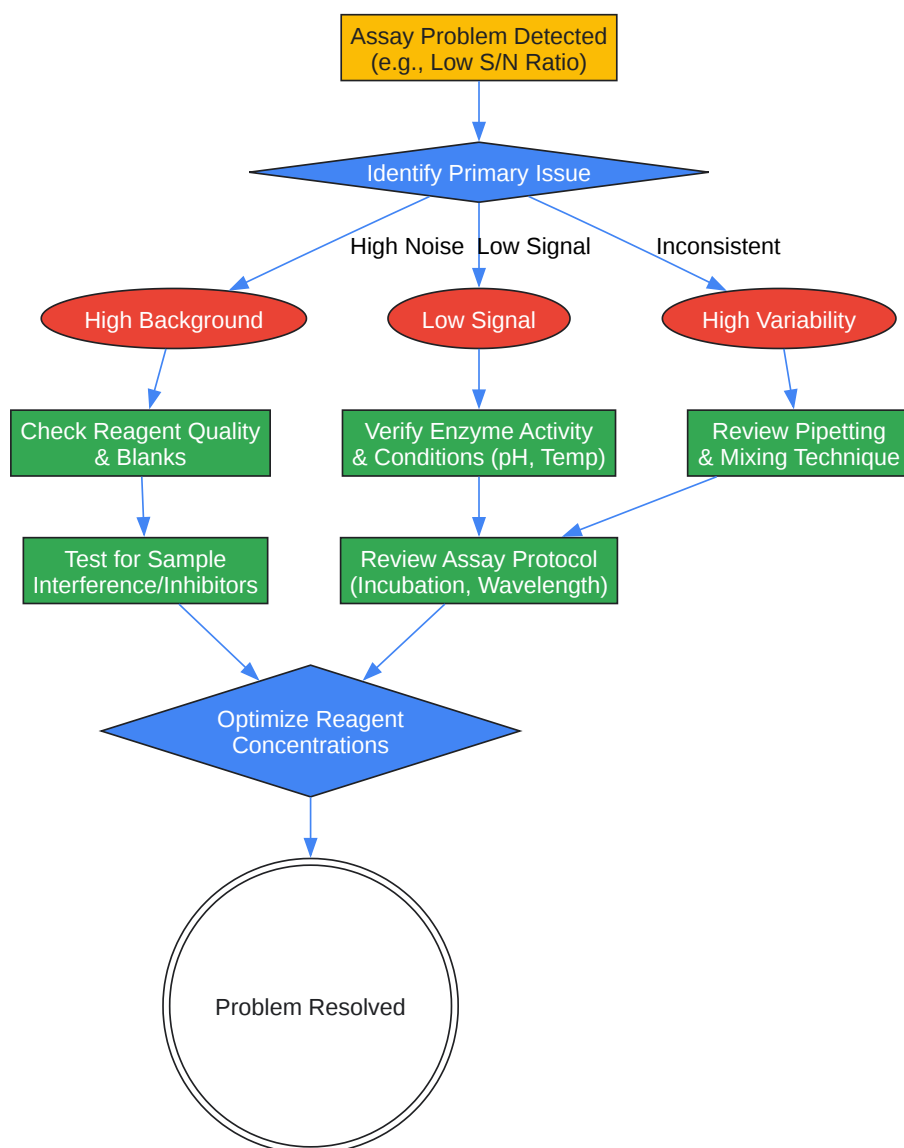 Assay Problem Detected
(e.g., Low S/N Ratio)
Identify Primary Issue
High Noise
Low Signal
Inconsistent
High Background
Low Signal
High Variability
Check Reagent Quality
& Blanks
Verify Enzyme Activity
& Conditions (pH, Temp)
Review Pipetting
& Mixing Technique
Test for Sample
Interference/Inhibitors
Review Assay Protocol
(Incubation, Wavelength)
Optimize Reagent
Concentrations
Problem Resolved